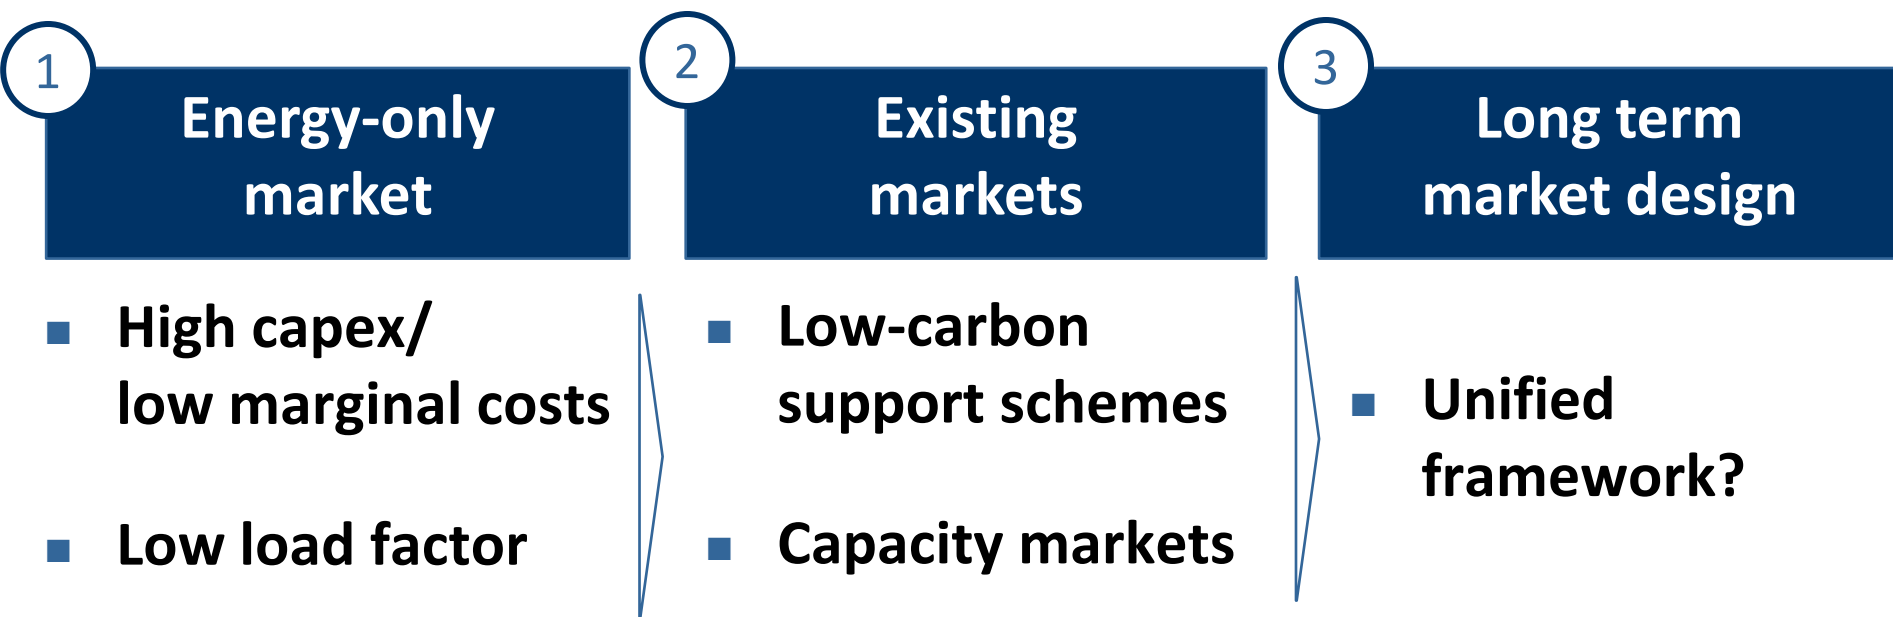 1
Energy-only
market
High capex/
low marginal costs
Low load factor
2
Existing
markets
Low-carbon
support schemes
Capacity markets
3
Long term
market design
Unified
framework?